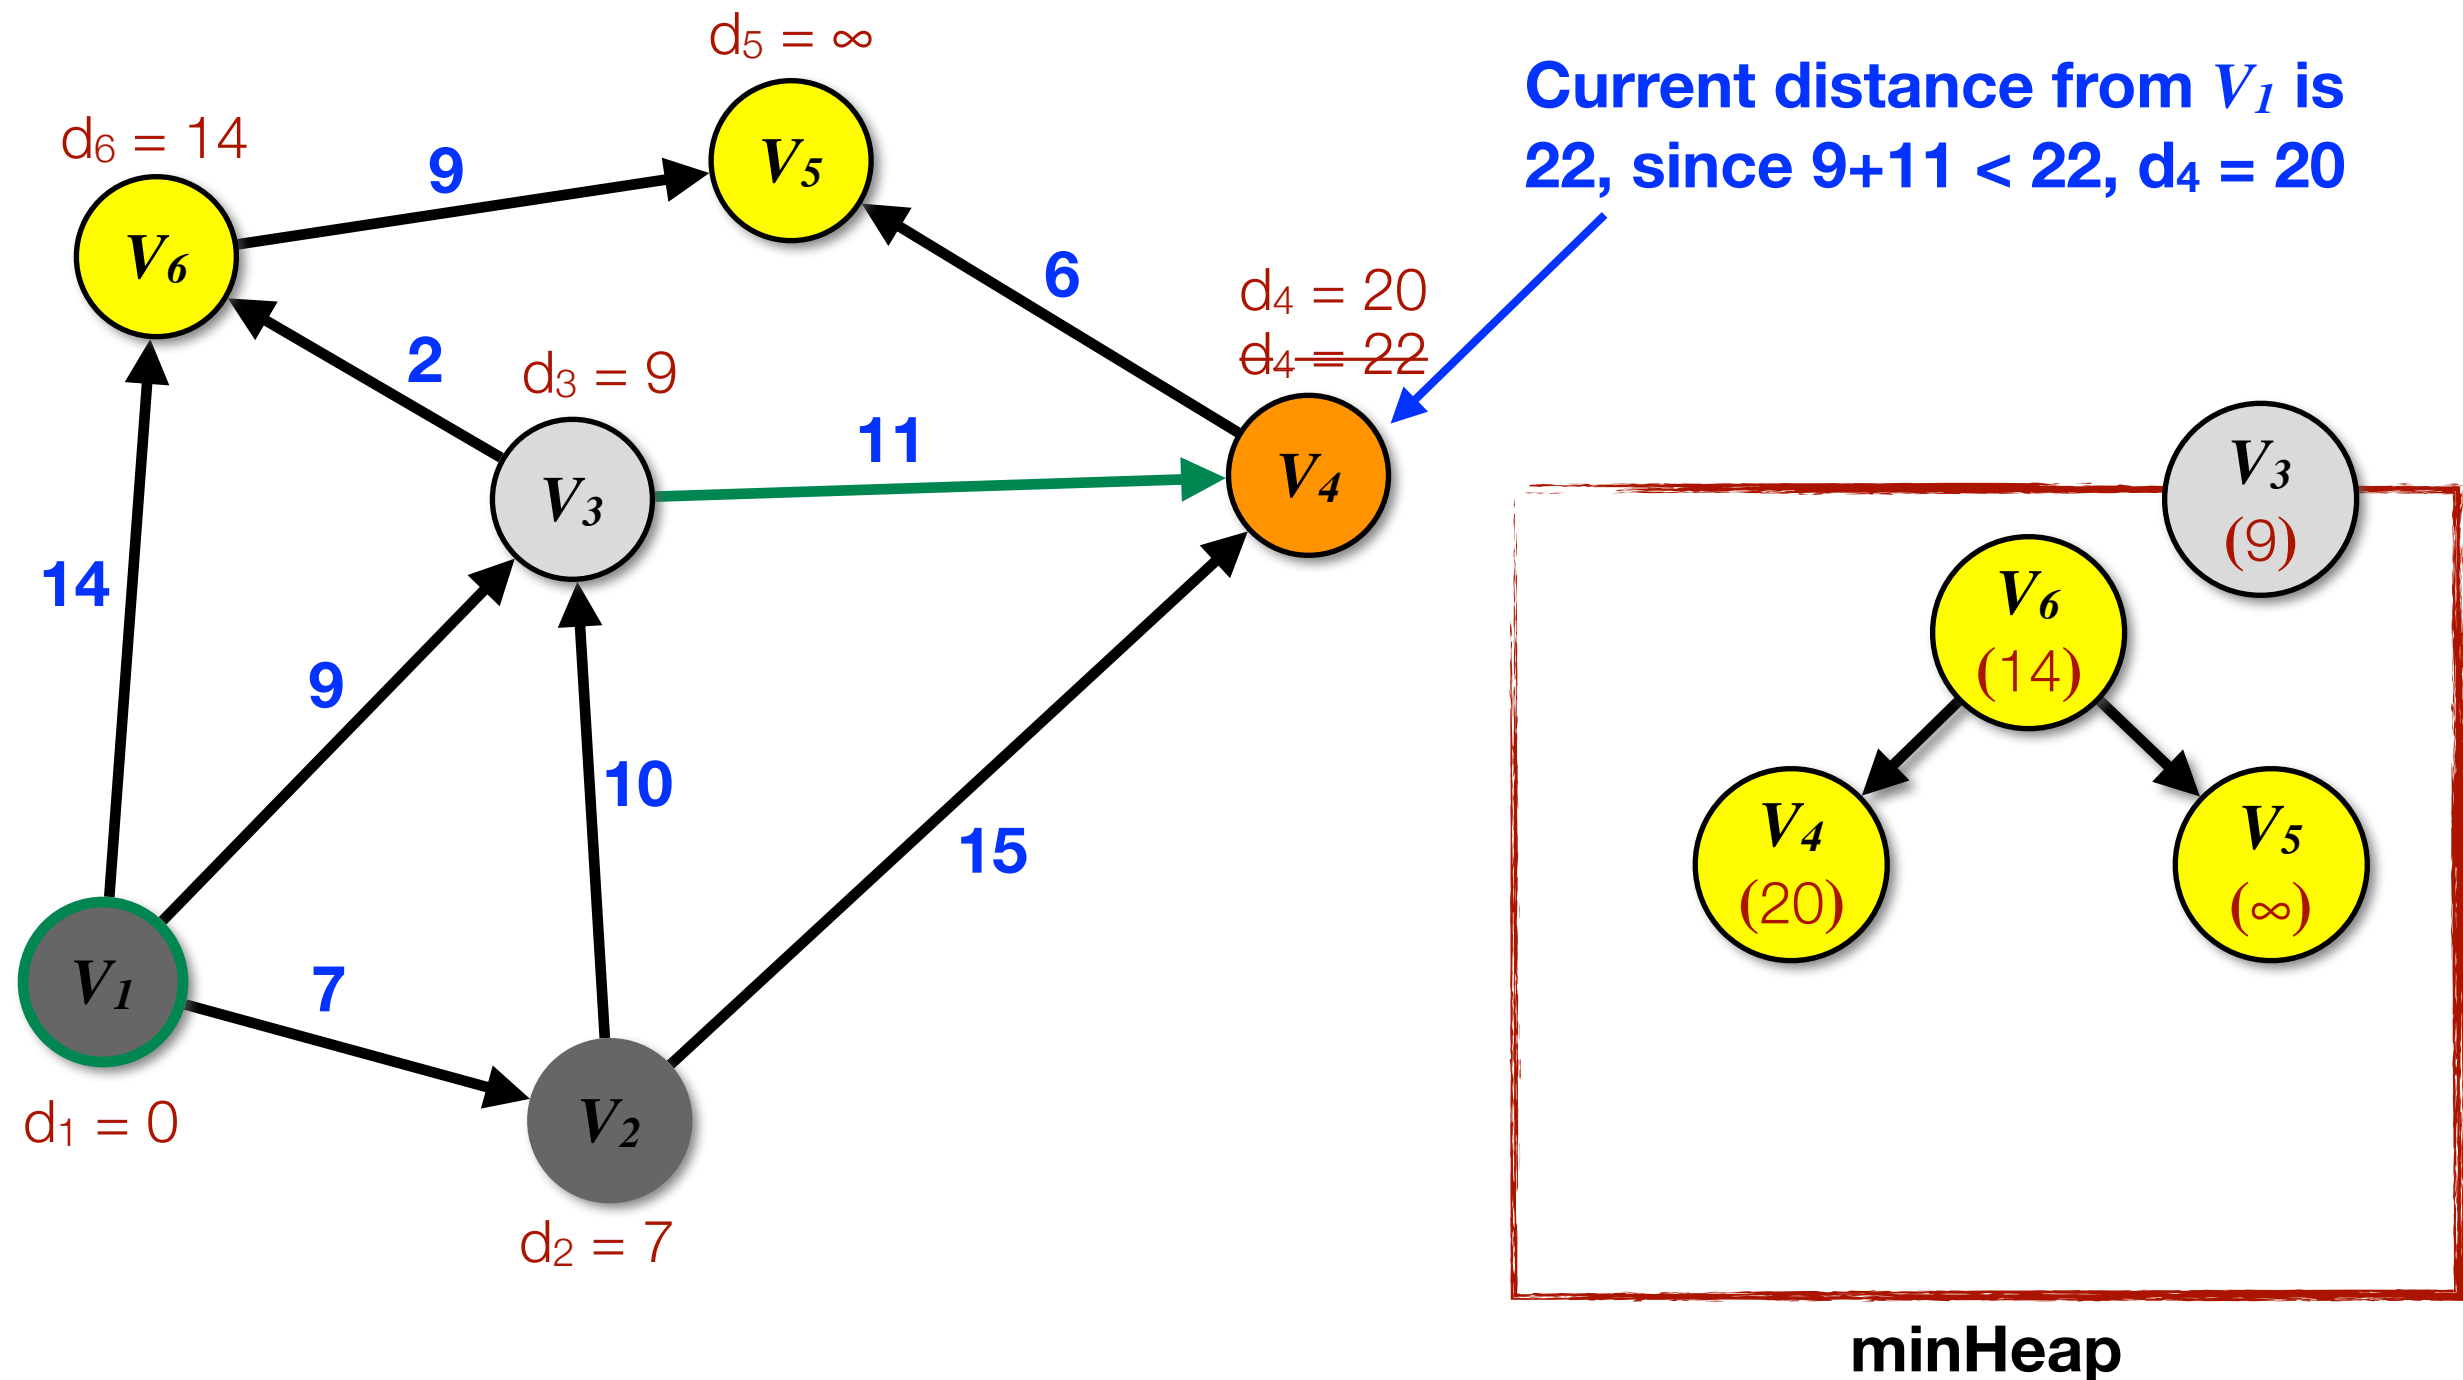 d5 = ∞
Current distance from V1 is
22, since 9+11 < 22, d4 = 20
d6 = 14
9
V5
V6
6
d4 = 20
d4 = 22
2
d3 = 9
11
V3
V4
14
9
10
15
V1
7
d1 = 0
V2
d2 = 7
V3
(9)
V6
(14)
V4
(20)
V5
(∞)
minHeap